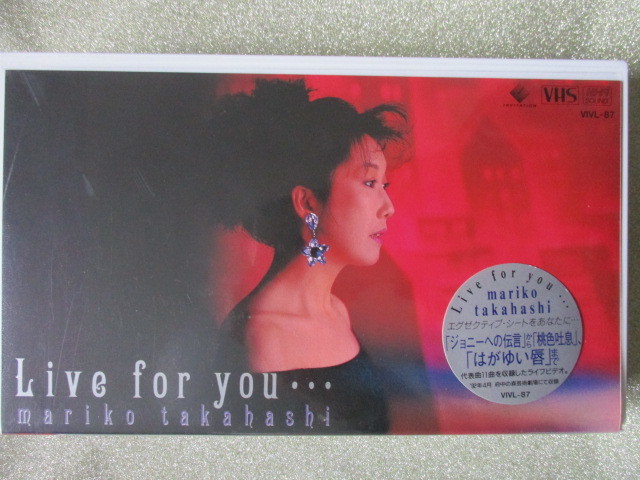 invitation
VHS
HiFi
SOUND
VIVL-87
Live for you...
mariko
takahashi
エグゼクティブ・シートをあなたに…
「ジョニーへの伝言」から「桃色吐息」、
「はがゆい唇」まで
代表曲11曲を収録したライブビデオ。
VIVL-87
Live for you...
mariko takahashi